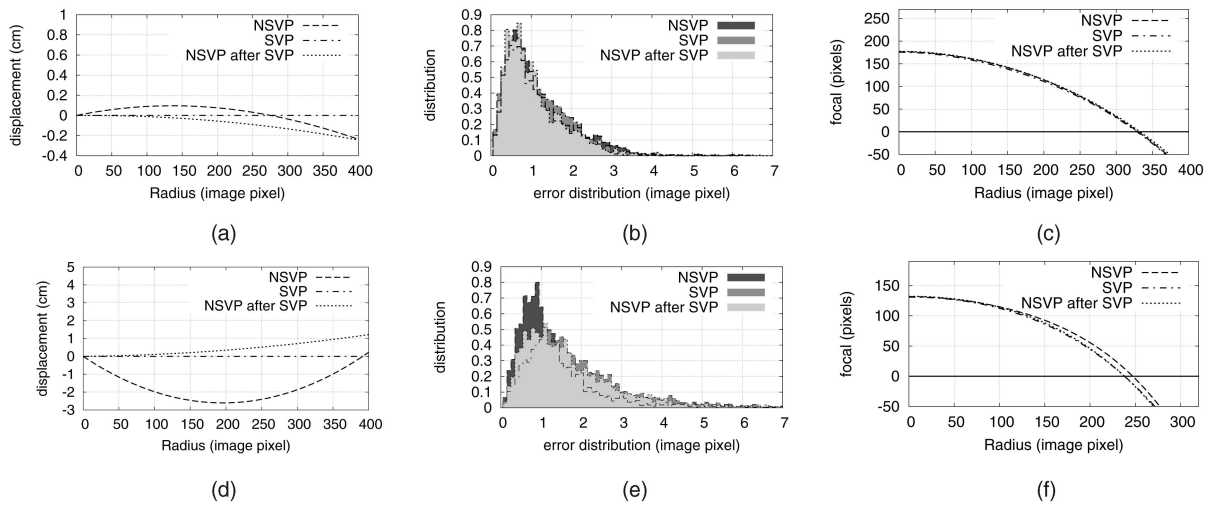 displacement (cm)
1
0.8
0.6
0.4
0.2
0
-0.2
-0.4
NSVP
SVP
NSVP after SVP
0 50 100 150 200 250 300 350 400
Radius (image pixel)
(a)
distribution
0.9
0.8
0.7
0.6
0.5
0.4
0.3
0.2
0.1
0
NSVP
SVP
NSVP after SVP
0 1 2 3 4 5 6 7
error distribution (image pixel)
(b)
focal (pixels)
250
200
150
100
50
0
-50
NSVP
SVP
NSVP after SVP
0 50 100 150 200 250 300 350 400
Radius (image pixel)
(c)
displacement (cm)
5
4
3
2
1
0
-1
-2
-3
NSVP
SVP
NSVP after SVP
0 50 100 150 200 250 300 350 400
Radius (image pixel)
(d)
distribution
0.9
0.8
0.7
0.6
0.5
0.4
0.3
0.2
0.1
0
NSVP
SVP
NSVP after SVP
0 1 2 3 4 5 6 7
error distribution (image pixel)
(e)
focal (pixels)
150
100
50
0
-50
NSVP
SVP
NSVP after SVP
0 50 100 150 200 250 300
Radius (image pixel)
(f)